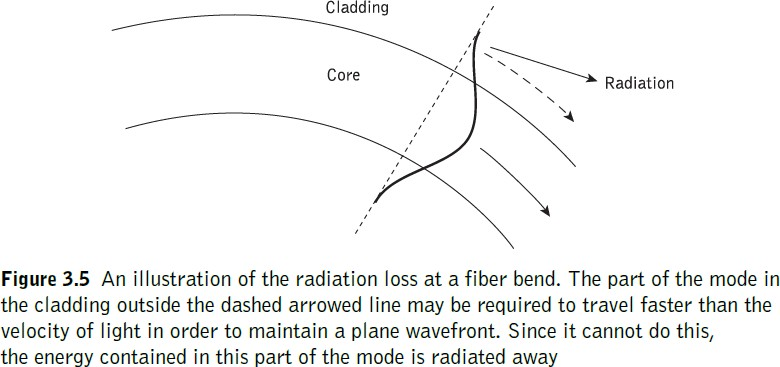 Cladding
Core
Radiation
Figure 3.5 An illustration of the radiation loss at a fiber bend. The part of the mode in
the cladding outside the dashed arrowed line may be required to travel faster than the
velocity of light in order to maintain a plane wavefront. Since it cannot do this,
the energy contained in this part of the mode is radiated away